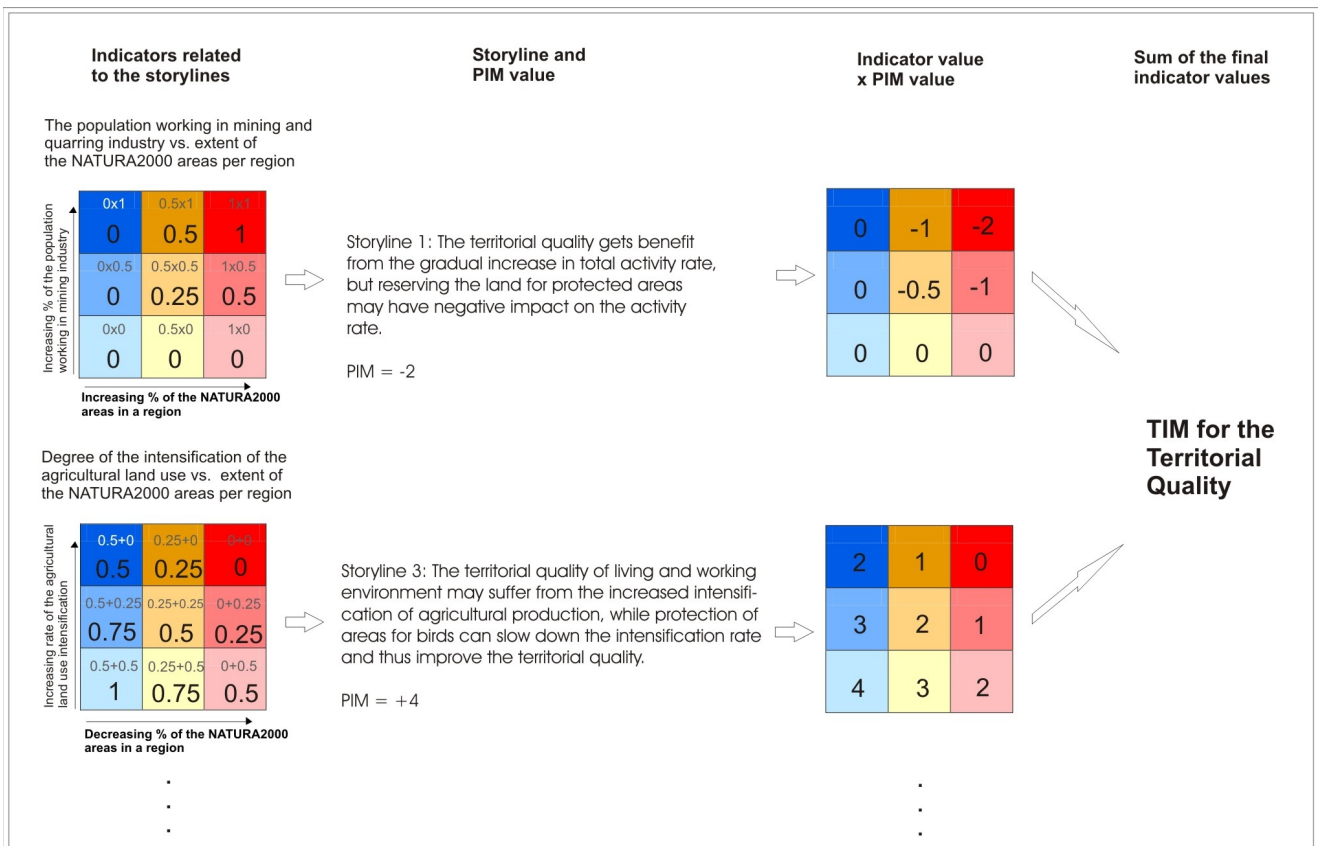 Indicators related
to the storylines
Storyline and
PIM value
Indicator value
x PIM value
Sum of the final
indicator values
The population working in mining and
quarring industry vs. extent of
the NATURA2000 areas per region
Increasing % of the population
working in mining industry
0x1 0.5x1 1x1
0 0.5 1
0x0.5 0.5x0.5 1x0.5
0 0.25 0.5
0x0 0.5x0 1x0
0 0 0
Increasing % of the NATURA2000
areas in a region
Storyline 1: The territorial quality gets benefit
from the gradual increase in total activity rate,
but reserving the land for protected areas
may have negative impact on the activity
rate.
PIM = -2
0 -1 -2
0 -0.5 -1
0 0 0
TIM for the
Territorial
Quality
Degree of the intensification of the
agricultural land use vs. extent of
the NATURA2000 areas per region
Increasing rate of the agricultural
land use intensification
0.5+0 0.25+0 0+0
0.5 0.25 0
0.5+0.25 0.25+0.25 0+0.25
0.75 0.5 0.25
0.5+0.5 0.25+0.5 0+0.5
1 0.75 0.5
Decreasing % of the NATURA2000
areas in a region
Storyline 3: The territorial quality of living and working
environment may suffer from the increased intensifi-
cation of agricultural production, while protection of
areas for birds can slow down the intensification rate
and thus improve the territorial quality.
PIM = +4
2 1 0
3 2 1
4 3 2